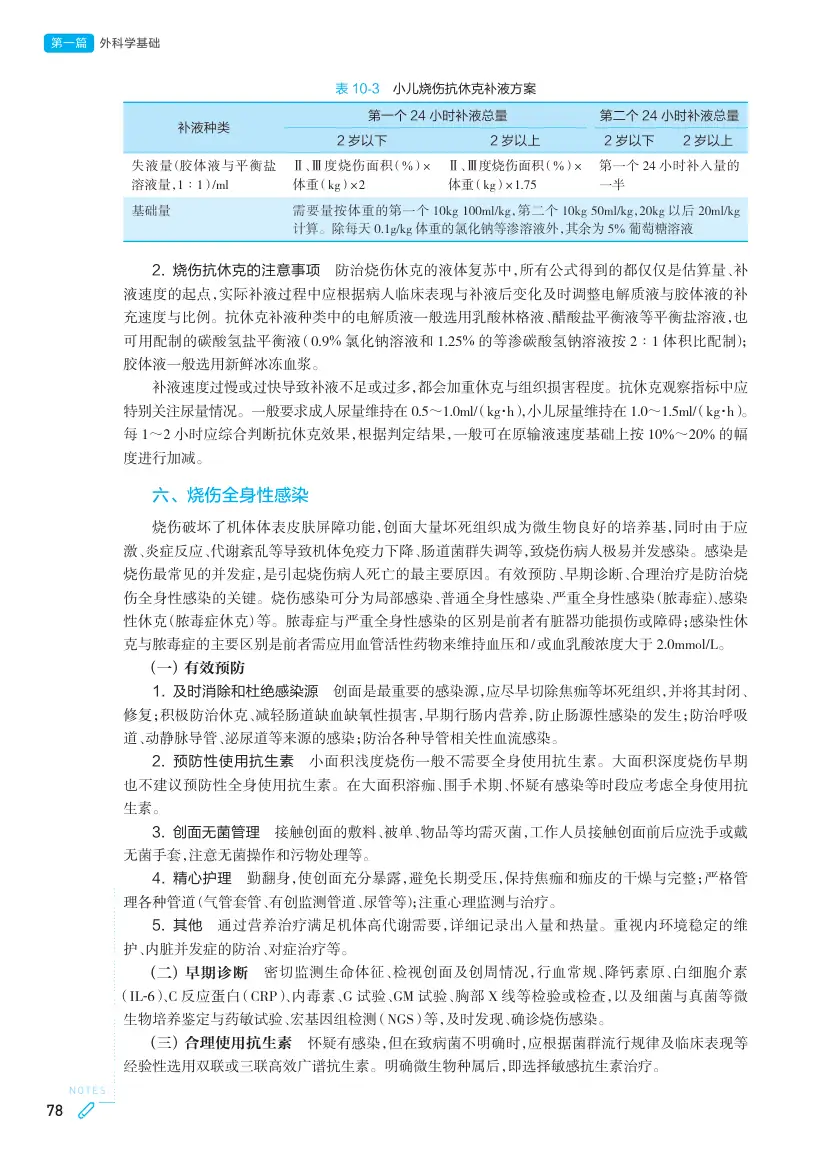 第一篇 外科学基础
表 10-3 小儿烧伤抗休克补液方案
补液种类 第一个 24 小时补液总量 第二个 24 小时补液总量
2 岁以下 2 岁以上 2 岁以下 2 岁以上
失液量(胶体液与平衡盐 Ⅱ、Ⅲ度烧伤面积(%)× Ⅱ、Ⅲ度烧伤面积(%)× 第一个 24 小时补入量的
溶液量,1∶1)/ml 体重(kg)×2 体重(kg)×1.75 一半
基础量 需要量按体重的第一个 10kg 100ml/kg,第二个 10kg 50ml/kg,20kg 以后 20ml/kg
计算。除每天 0.1g/kg 体重的氯化钠等渗溶液外,其余为 5% 葡萄糖溶液
2. 烧伤抗休克的注意事项 防治烧伤休克的液体复苏中,所有公式得到的都仅仅是估算量、补
液速度的起点,实际补液过程中应根据病人临床表现与补液后变化及时调整电解质液与胶体液的补
充速度与比例。抗休克补液种类中的电解质液一般选用乳酸林格液、醋酸盐平衡液等平衡盐溶液,也
可用配制的碳酸氢盐平衡液(0.9% 氯化钠溶液和 1.25% 的等渗碳酸氢钠溶液按 2∶1 体积比配制);
胶体液一般选用新鲜冰冻血浆。
补液速度过慢或过快导致补液不足或过多,都会加重休克与组织损害程度。抗休克观察指标中应
特别关注尿量情况。一般要求成人尿量维持在 0.5～1.0ml/(kg·h),小儿尿量维持在 1.0～1.5ml/(kg·h)。
每 1～2 小时应综合判断抗休克效果,根据判定结果,一般可在原输液速度基础上按 10%～20% 的幅
度进行加减。
六、烧伤全身性感染
烧伤破坏了机体体表皮肤屏障功能,创面大量坏死组织成为微生物良好的培养基,同时由于应
激、炎症反应、代谢紊乱等导致机体免疫力下降、肠道菌群失调等,致烧伤病人极易并发感染。感染是
烧伤最常见的并发症,是引起烧伤病人死亡的最主要原因。有效预防、早期诊断、合理治疗是防治烧
伤全身性感染的关键。烧伤感染可分为局部感染、普通全身性感染、严重全身性感染(脓毒症)、感染
性休克(脓毒症休克)等。脓毒症与严重全身性感染的区别是前者有脏器功能损伤或障碍;感染性休
克与脓毒症的主要区别是前者需应用血管活性药物来维持血压和/或血乳酸浓度大于 2.0mmol/L。
(一)有效预防
1. 及时消除和杜绝感染源 创面是最重要的感染源,应尽早切除焦痂等坏死组织,并将其封闭、
修复;积极防治休克、减轻肠道缺血缺氧性损害,早期行肠内营养,防止肠源性感染的发生;防治呼吸
道、动静脉导管、泌尿道等来源的感染;防治各种导管相关性血流感染。
2. 预防性使用抗生素 小面积浅度烧伤一般不需要全身使用抗生素。大面积深度烧伤早期
也不建议预防性全身使用抗生素。在大面积溶痂、围手术期、怀疑有感染等时段应考虑全身使用抗
生素。
3. 创面无菌管理 接触创面的敷料、被单、物品等均需灭菌,工作人员接触创面前后应洗手或戴
无菌手套,注意无菌操作和污物处理等。
4. 精心护理 勤翻身,使创面充分暴露,避免长期受压,保持焦痂和痂皮的干燥与完整;严格管
理各种管道(气管套管、有创监测管道、尿管等);注重心理监测与治疗。
5. 其他 通过营养治疗满足机体高代谢需要,详细记录出入量和热量。重视内环境稳定的维
护、内脏并发症的防治、对症治疗等。
(二)早期诊断 密切监测生命体征、检视创面及创周情况,行血常规、降钙素原、白细胞介素
(IL-6)、C 反应蛋白(CRP)、内毒素、G 试验、GM 试验、胸部 X 线等检验或检查,以及细菌与真菌等微
生物培养鉴定与药敏试验、宏基因组检测(NGS)等,及时发现、确诊烧伤感染。
(三)合理使用抗生素 怀疑有感染,但在致病菌不明确时,应根据菌群流行规律及临床表现等
经验性选用双联或三联高效广谱抗生素。明确微生物种属后,即选择敏感抗生素治疗。
NOTES
78